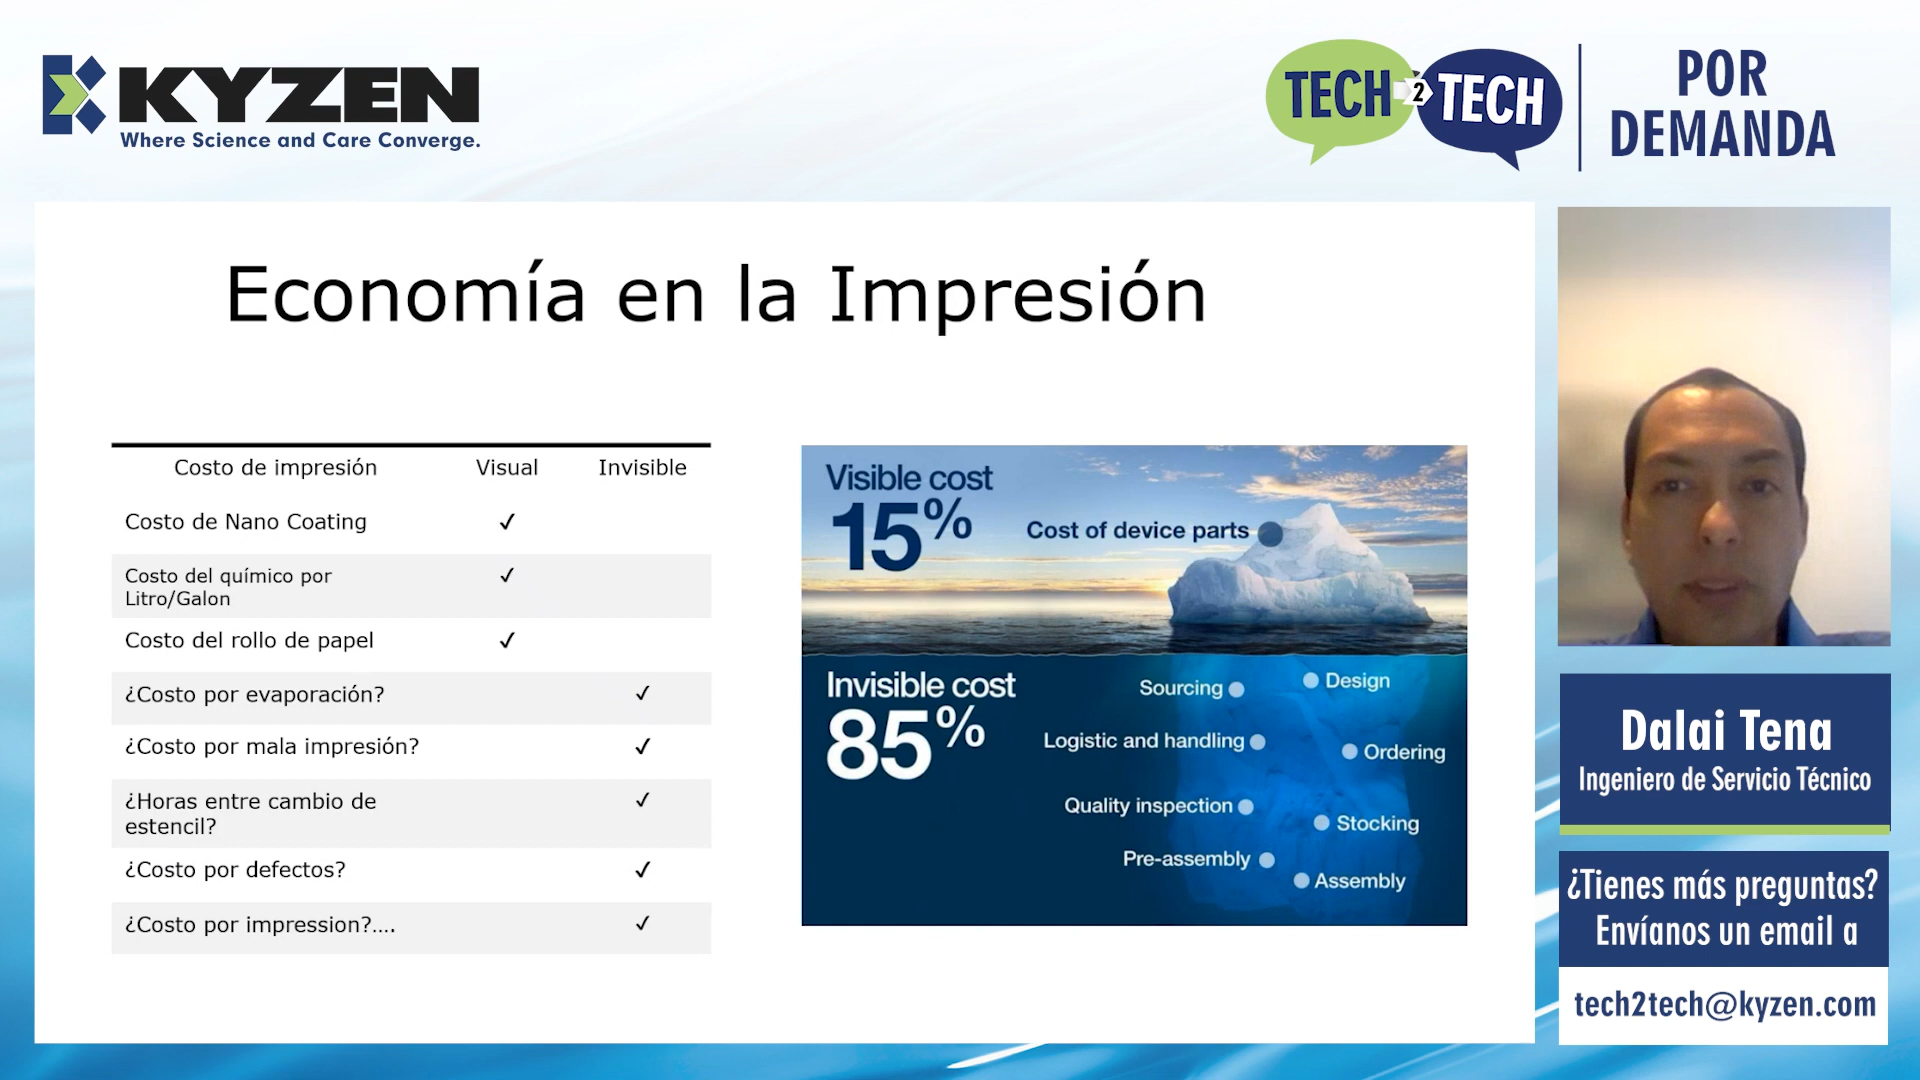 KYZEN
Where Science and Care Converge.
TECH 2 TECH
POR
DEMANDA
Economía en la Impresión
Costo de impresión Visual Invisible
Costo de Nano Coating ✓
Costo del químico por ✓
Litro/Galon
Costo del rollo de papel ✓
¿Costo por evaporación? ✓
¿Costo por mala impresión? ✓
¿Horas entre cambio de ✓
estencil?
¿Costo por defectos? ✓
¿Costo por impression?.... ✓
Visible cost
15%
Cost of device parts
Invisible cost
85%
Sourcing
Design
Logistic and handling
Ordering
Quality inspection
Stocking
Pre-assembly
Assembly
Dalai Tena
Ingeniero de Servicio Técnico
¿Tienes más preguntas?
Envíanos un email a
tech2tech@kyzen.com